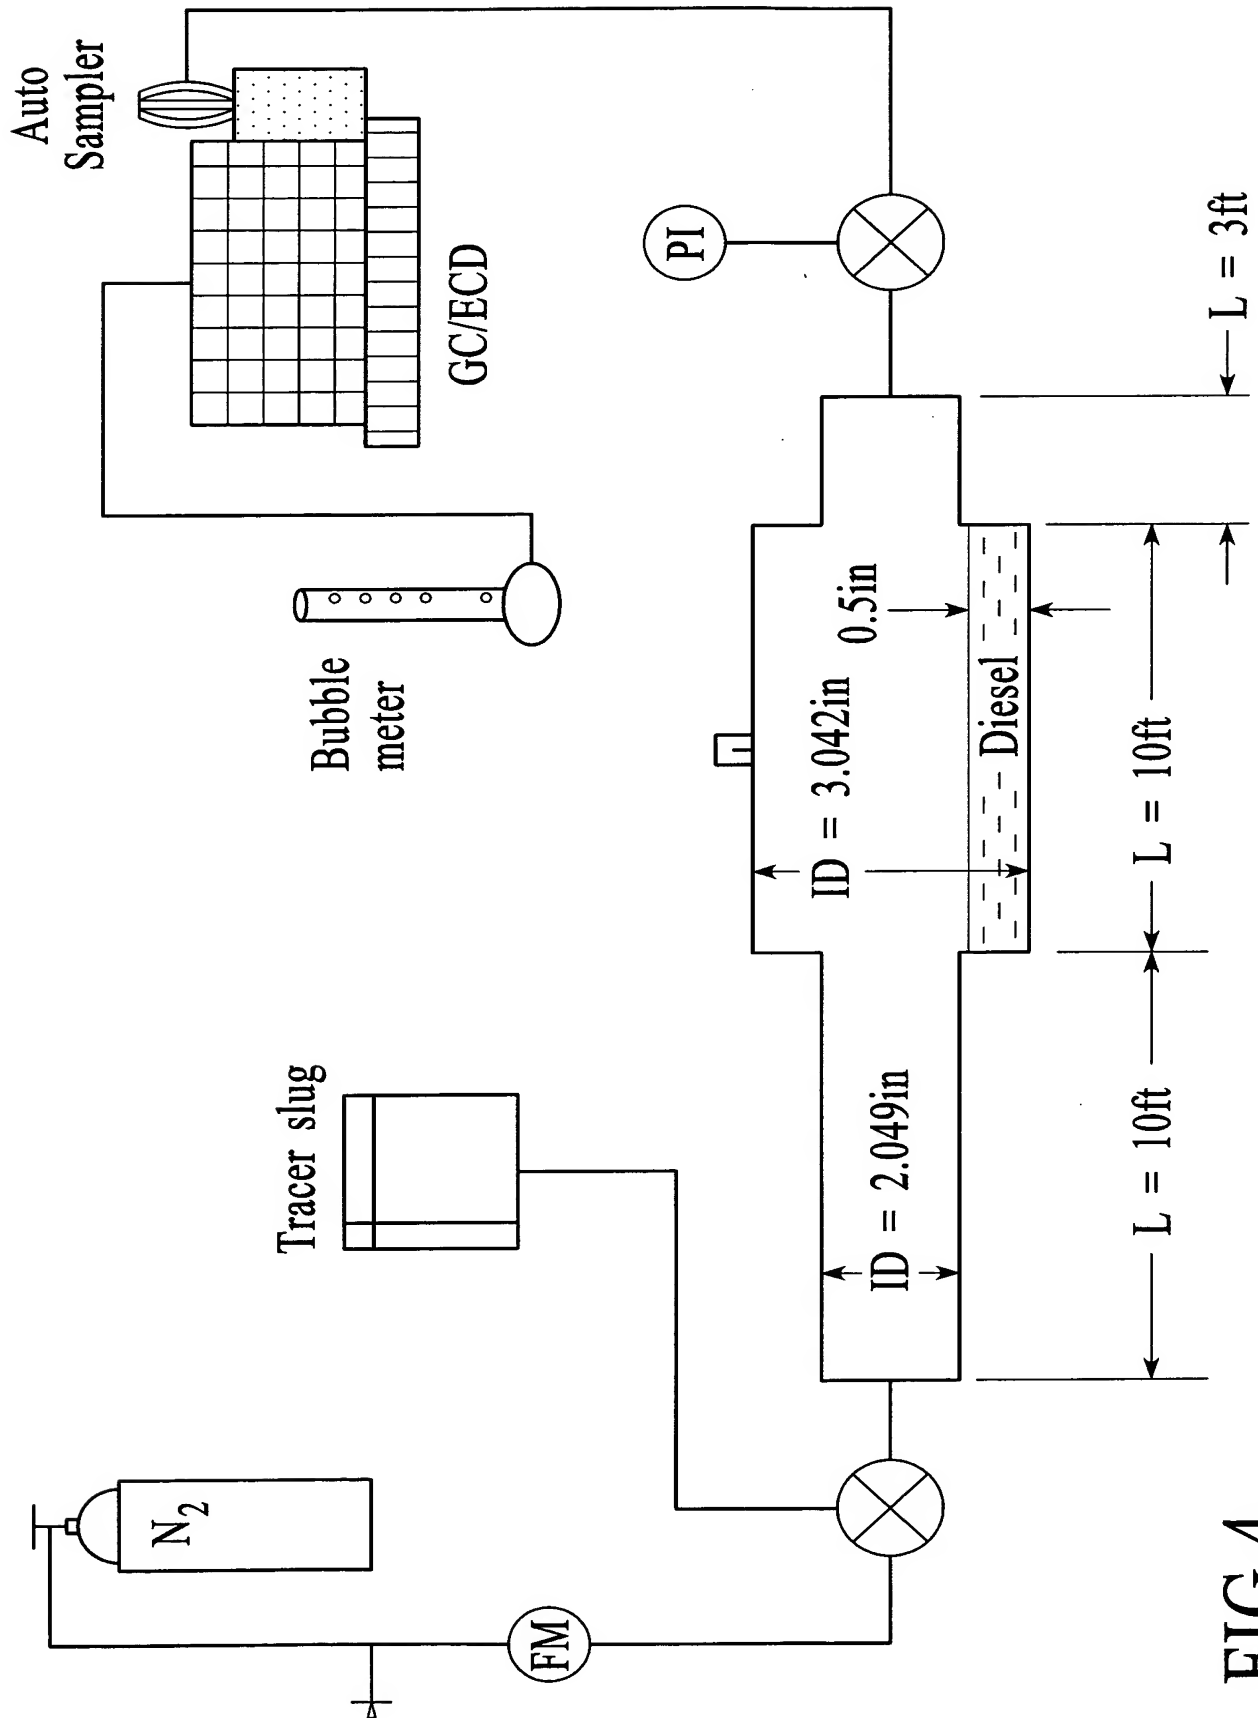 N2
FM
Tracer slug
Bubble
meter
Auto
Sampler
GC/ECD
PI
ID = 2.049in
ID = 3.042in
0.5in
Diesel
L = 10ft
L = 10ft
L = 3ft
FIG.4